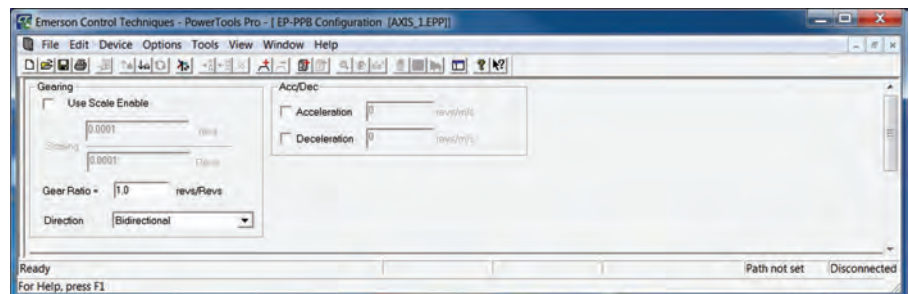 Emerson Control Techniques - PowerTools Pro - [ EP-PPB Configuration [AXIS_1.EPP]]
File Edit Device Options Tools View Window Help
Gearing
Use Scale Enable
0.0001 revs
Scaling
0.0001 Revs
Gear Ratio = 1.0 revs/Revs
Direction Bidirectional
Acc/Dec
Acceleration 0 revs/m/s
Deceleration 0 revs/m/s
Ready Path not set Disconnected
For Help, press F1